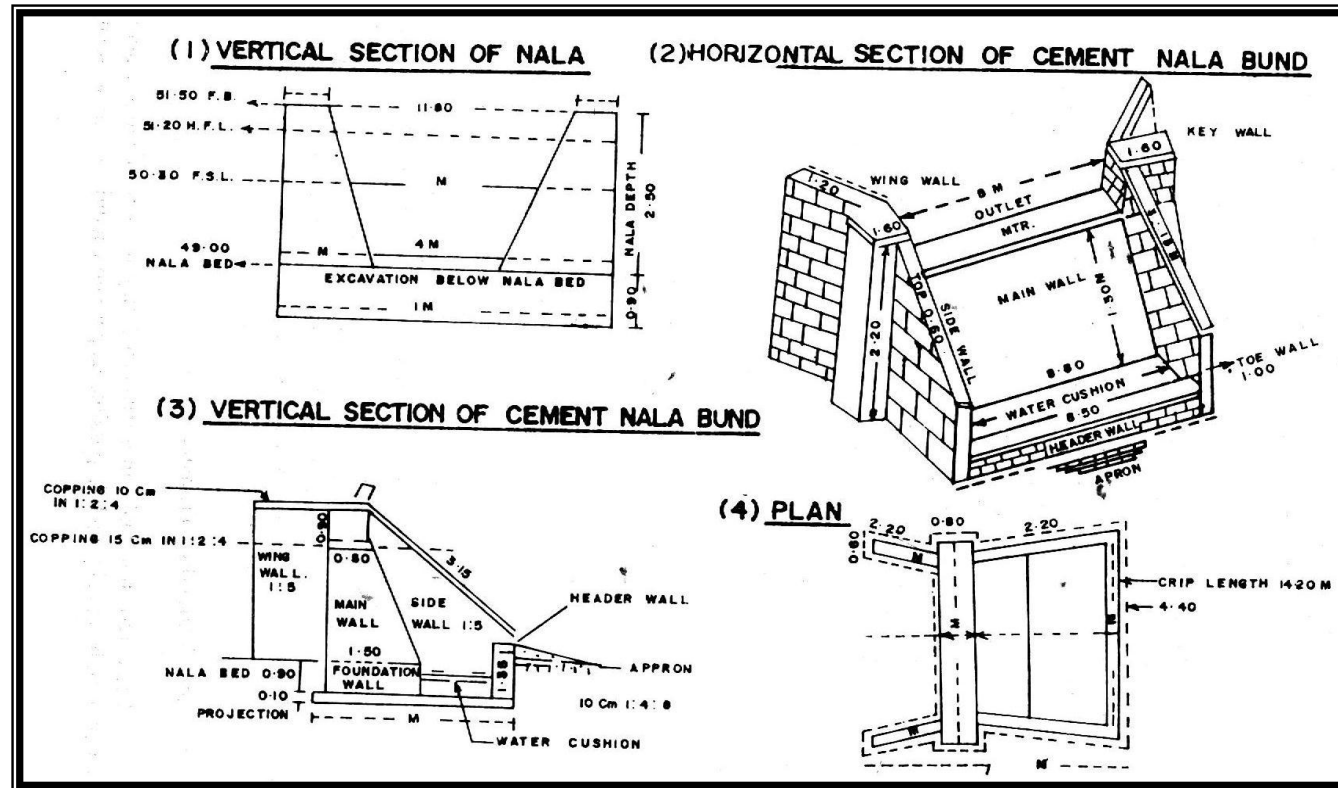 (1) VERTICAL SECTION OF NALA
51.50 F.B.
11.80
51.20 H.F.L.
50.80 F.S.L.
M
NALA DEPTH
2.50
49.00
M
4 M
NALA BED
EXCAVATION BELOW NALA BED
0.90
1 M
(2) HORIZONTAL SECTION OF CEMENT NALA BUND
KEY WALL
1.60
WING WALL
1.20
8 M
OUTLET
MTR.
1.60
MAIN WALL
1.50 M
TOP 0.60
SIDE WALL
2.20
8.80
TOE WALL
1.00
WATER CUSHION
8.50
HEADER WALL
APRON
(3) VERTICAL SECTION OF CEMENT NALA BUND
COPPING 10 Cm
IN 1:2:4
COPPING 15 Cm IN 1:2:4
0.90
0.80
3.15
WING
WALL.
1:5
MAIN
WALL
SIDE
WALL 1:5
HEADER WALL
1.50
FOUNDATION
WALL
APPRON
NALA BED 0.90
0.10
PROJECTION
10 Cm 1:4:8
M
WATER CUSHION
(4) PLAN
2.20
0.80
2.20
0.60
M
CRIP LENGTH 14.20 M
4.40
M
M
M
M